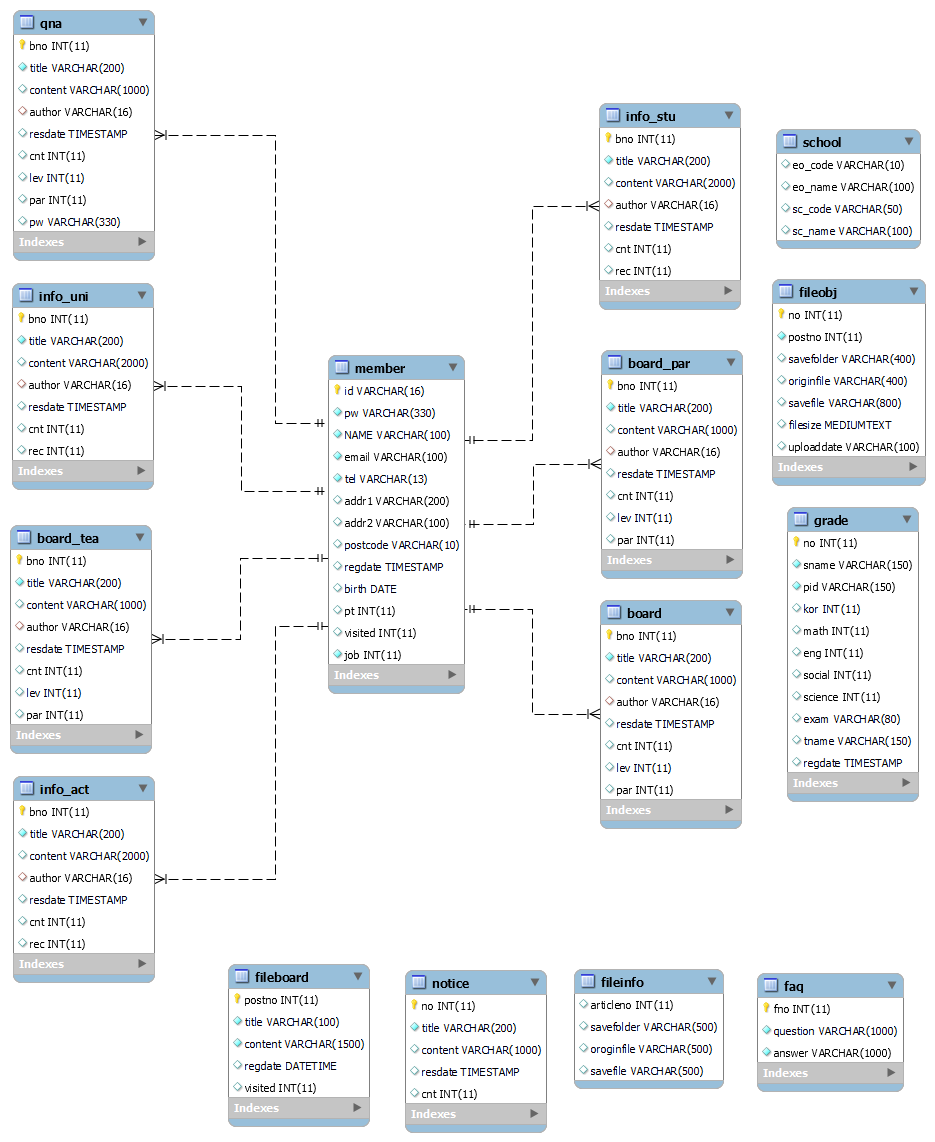 qna
bno INT(11)
title VARCHAR(200)
content VARCHAR(1000)
author VARCHAR(16)
resdate TIMESTAMP
cnt INT(11)
lev INT(11)
par INT(11)
pw VARCHAR(330)
Indexes
info_uni
bno INT(11)
title VARCHAR(200)
content VARCHAR(2000)
author VARCHAR(16)
resdate TIMESTAMP
cnt INT(11)
rec INT(11)
Indexes
board_tea
bno INT(11)
title VARCHAR(200)
content VARCHAR(1000)
author VARCHAR(16)
resdate TIMESTAMP
cnt INT(11)
lev INT(11)
par INT(11)
Indexes
info_act
bno INT(11)
title VARCHAR(200)
content VARCHAR(2000)
author VARCHAR(16)
resdate TIMESTAMP
cnt INT(11)
rec INT(11)
Indexes
member
id VARCHAR(16)
pw VARCHAR(330)
NAME VARCHAR(100)
email VARCHAR(100)
tel VARCHAR(13)
addr1 VARCHAR(200)
addr2 VARCHAR(100)
postcode VARCHAR(10)
regdate TIMESTAMP
birth DATE
pt INT(11)
visited INT(11)
job INT(11)
Indexes
info_stu
bno INT(11)
title VARCHAR(200)
content VARCHAR(2000)
author VARCHAR(16)
resdate TIMESTAMP
cnt INT(11)
rec INT(11)
Indexes
board_par
bno INT(11)
title VARCHAR(200)
content VARCHAR(1000)
author VARCHAR(16)
resdate TIMESTAMP
cnt INT(11)
lev INT(11)
par INT(11)
Indexes
board
bno INT(11)
title VARCHAR(200)
content VARCHAR(1000)
author VARCHAR(16)
resdate TIMESTAMP
cnt INT(11)
lev INT(11)
par INT(11)
Indexes
school
eo_code VARCHAR(10)
eo_name VARCHAR(100)
sc_code VARCHAR(50)
sc_name VARCHAR(100)
fileobj
no INT(11)
postno INT(11)
savefolder VARCHAR(400)
originfile VARCHAR(400)
savefile VARCHAR(800)
filesize MEDIUMTEXT
uploaddate VARCHAR(100)
Indexes
grade
no INT(11)
sname VARCHAR(150)
pid VARCHAR(150)
kor INT(11)
math INT(11)
eng INT(11)
social INT(11)
science INT(11)
exam VARCHAR(80)
tname VARCHAR(150)
regdate TIMESTAMP
Indexes
fileboard
postno INT(11)
title VARCHAR(100)
content VARCHAR(1500)
regdate DATETIME
visited INT(11)
Indexes
notice
no INT(11)
title VARCHAR(200)
content VARCHAR(1000)
resdate TIMESTAMP
cnt INT(11)
Indexes
fileinfo
articleno INT(11)
savefolder VARCHAR(500)
oroginfile VARCHAR(500)
savefile VARCHAR(500)
faq
fno INT(11)
question VARCHAR(1000)
answer VARCHAR(1000)
Indexes